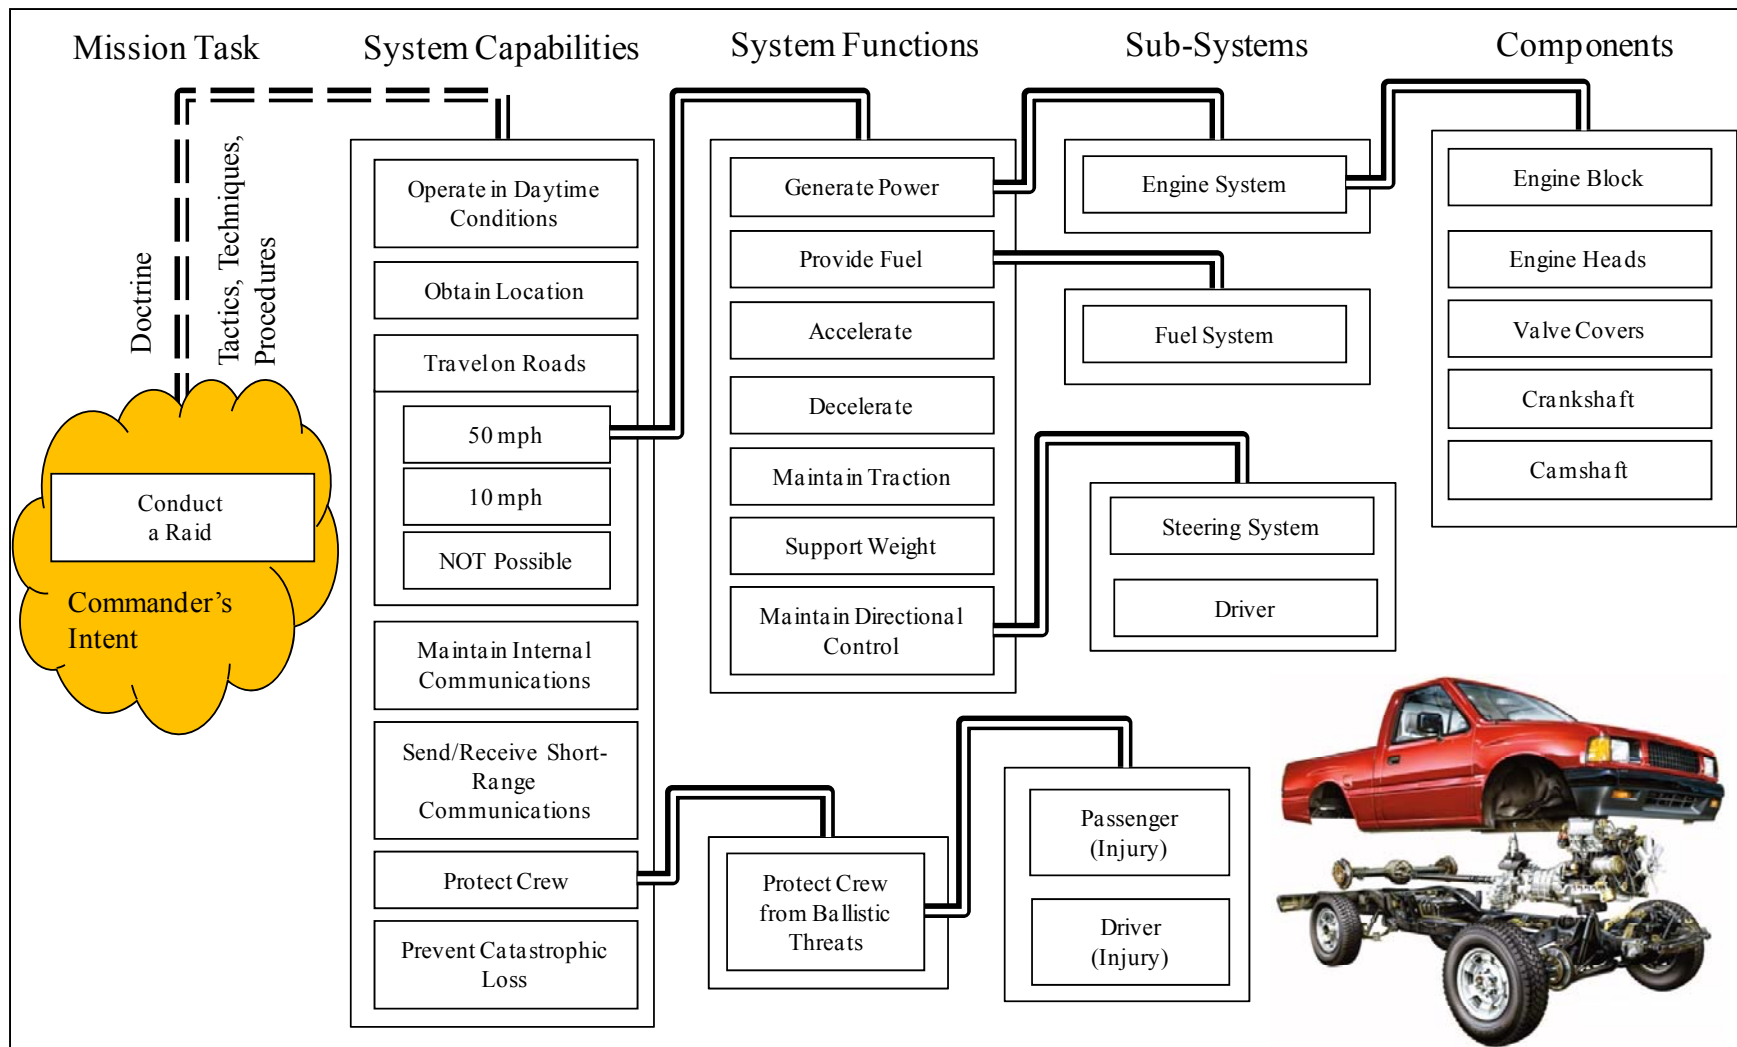 Mission Task
System Capabilities
System Functions
Sub-Systems
Components
Doctrine
Tactics, Techniques,
Procedures
Conduct
a Raid
Commander's
Intent
Operate in Daytime
Conditions
Obtain Location
Travel on Roads
50 mph
10 mph
NOT Possible
Maintain Internal
Communications
Send/Receive Short-
Range
Communications
Protect Crew
Prevent Catastrophic
Loss
Generate Power
Provide Fuel
Accelerate
Decelerate
Maintain Traction
Support Weight
Maintain Directional
Control
Protect Crew
from Ballistic
Threats
Engine System
Fuel System
Steering System
Driver
Passenger
(Injury)
Driver
(Injury)
Engine Block
Engine Heads
Valve Covers
Crankshaft
Camshaft